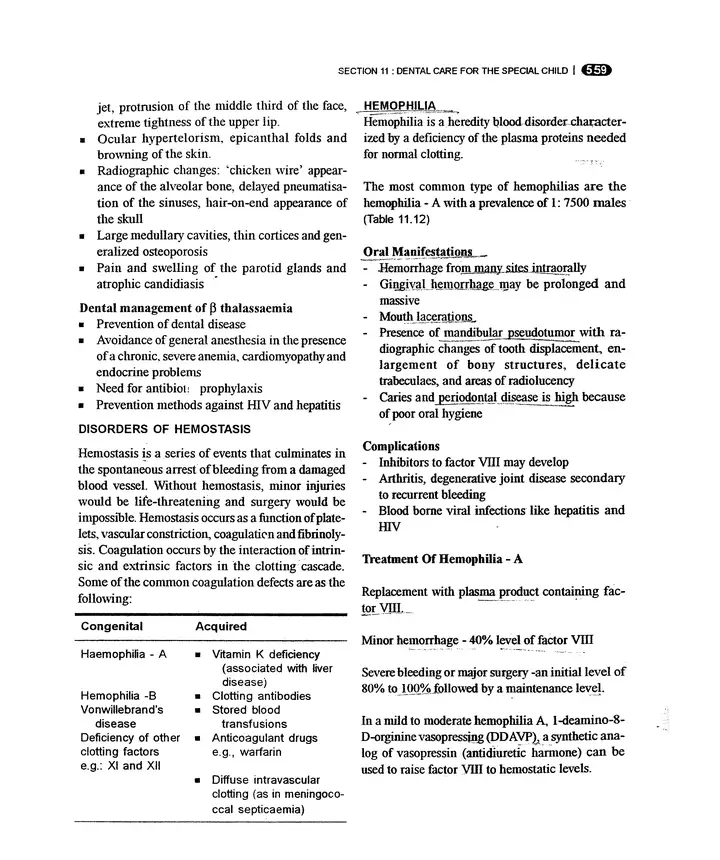 SECTION 11 : DENTAL CARE FOR THE SPECIAL CHILD | 559
jet, protrusion of the middle third of the face,
extreme tightness of the upper lip.
▪ Ocular hypertelorism, epicanthal folds and
browning of the skin.
▪ Radiographic changes: ‘chicken wire’ appear-
ance of the alveolar bone, delayed pneumatisa-
tion of the sinuses, hair-on-end appearance of
the skull
▪ Large medullary cavities, thin cortices and gen-
eralized osteoporosis
▪ Pain and swelling of the parotid glands and
atrophic candidiasis
Dental management of β thalassaemia
▪ Prevention of dental disease
▪ Avoidance of general anesthesia in the presence
of a chronic, severe anemia, cardiomyopathy and
endocrine problems
▪ Need for antibioti: prophylaxis
▪ Prevention methods against HIV and hepatitis
DISORDERS OF HEMOSTASIS
Hemostasis is a series of events that culminates in
the spontaneous arrest of bleeding from a damaged
blood vessel. Without hemostasis, minor injuries
would be life-threatening and surgery would be
impossible. Hemostasis occurs as a function of plate-
lets, vascular constriction, coagulation and fibrinoly-
sis. Coagulation occurs by the interaction of intrin-
sic and extrinsic factors in the clotting cascade.
Some of the common coagulation defects are as the
following:
Congenital Acquired
Haemophilia - A ▪ Vitamin K deficiency
(associated with liver
disease)
Hemophilia -B ▪ Clotting antibodies
Vonwillebrand's ▪ Stored blood
disease transfusions
Deficiency of other ▪ Anticoagulant drugs
clotting factors e.g., warfarin
e.g.: XI and XII
▪ Diffuse intravascular
clotting (as in meningoco-
ccal septicaemia)
HEMOPHILIA
Hemophilia is a heredity blood disorder character-
ized by a deficiency of the plasma proteins needed
for normal clotting.
The most common type of hemophilias are the
hemophilia - A with a prevalence of 1: 7500 males
(Table 11.12)
Oral Manifestations
- Hemorrhage from many sites intraorally
- Gingival hemorrhage may be prolonged and
massive
- Mouth lacerations
- Presence of mandibular pseudotumor with ra-
diographic changes of tooth displacement, en-
largement of bony structures, delicate
trabeculaes, and areas of radiolucency
- Caries and periodontal disease is high because
of poor oral hygiene
Complications
- Inhibitors to factor VIII may develop
- Arthritis, degenerative joint disease secondary
to recurrent bleeding
- Blood borne viral infections like hepatitis and
HIV
Treatment Of Hemophilia - A
Replacement with plasma product containing fac-
tor VIII.
Minor hemorrhage - 40% level of factor VIII
Severe bleeding or major surgery -an initial level of
80% to 100% followed by a maintenance level.
In a mild to moderate hemophilia A, 1-deamino-8-
D-orginine vasopressing (DDAVP), a synthetic ana-
log of vasopressin (antidiuretic harmone) can be
used to raise factor VIII to hemostatic levels.